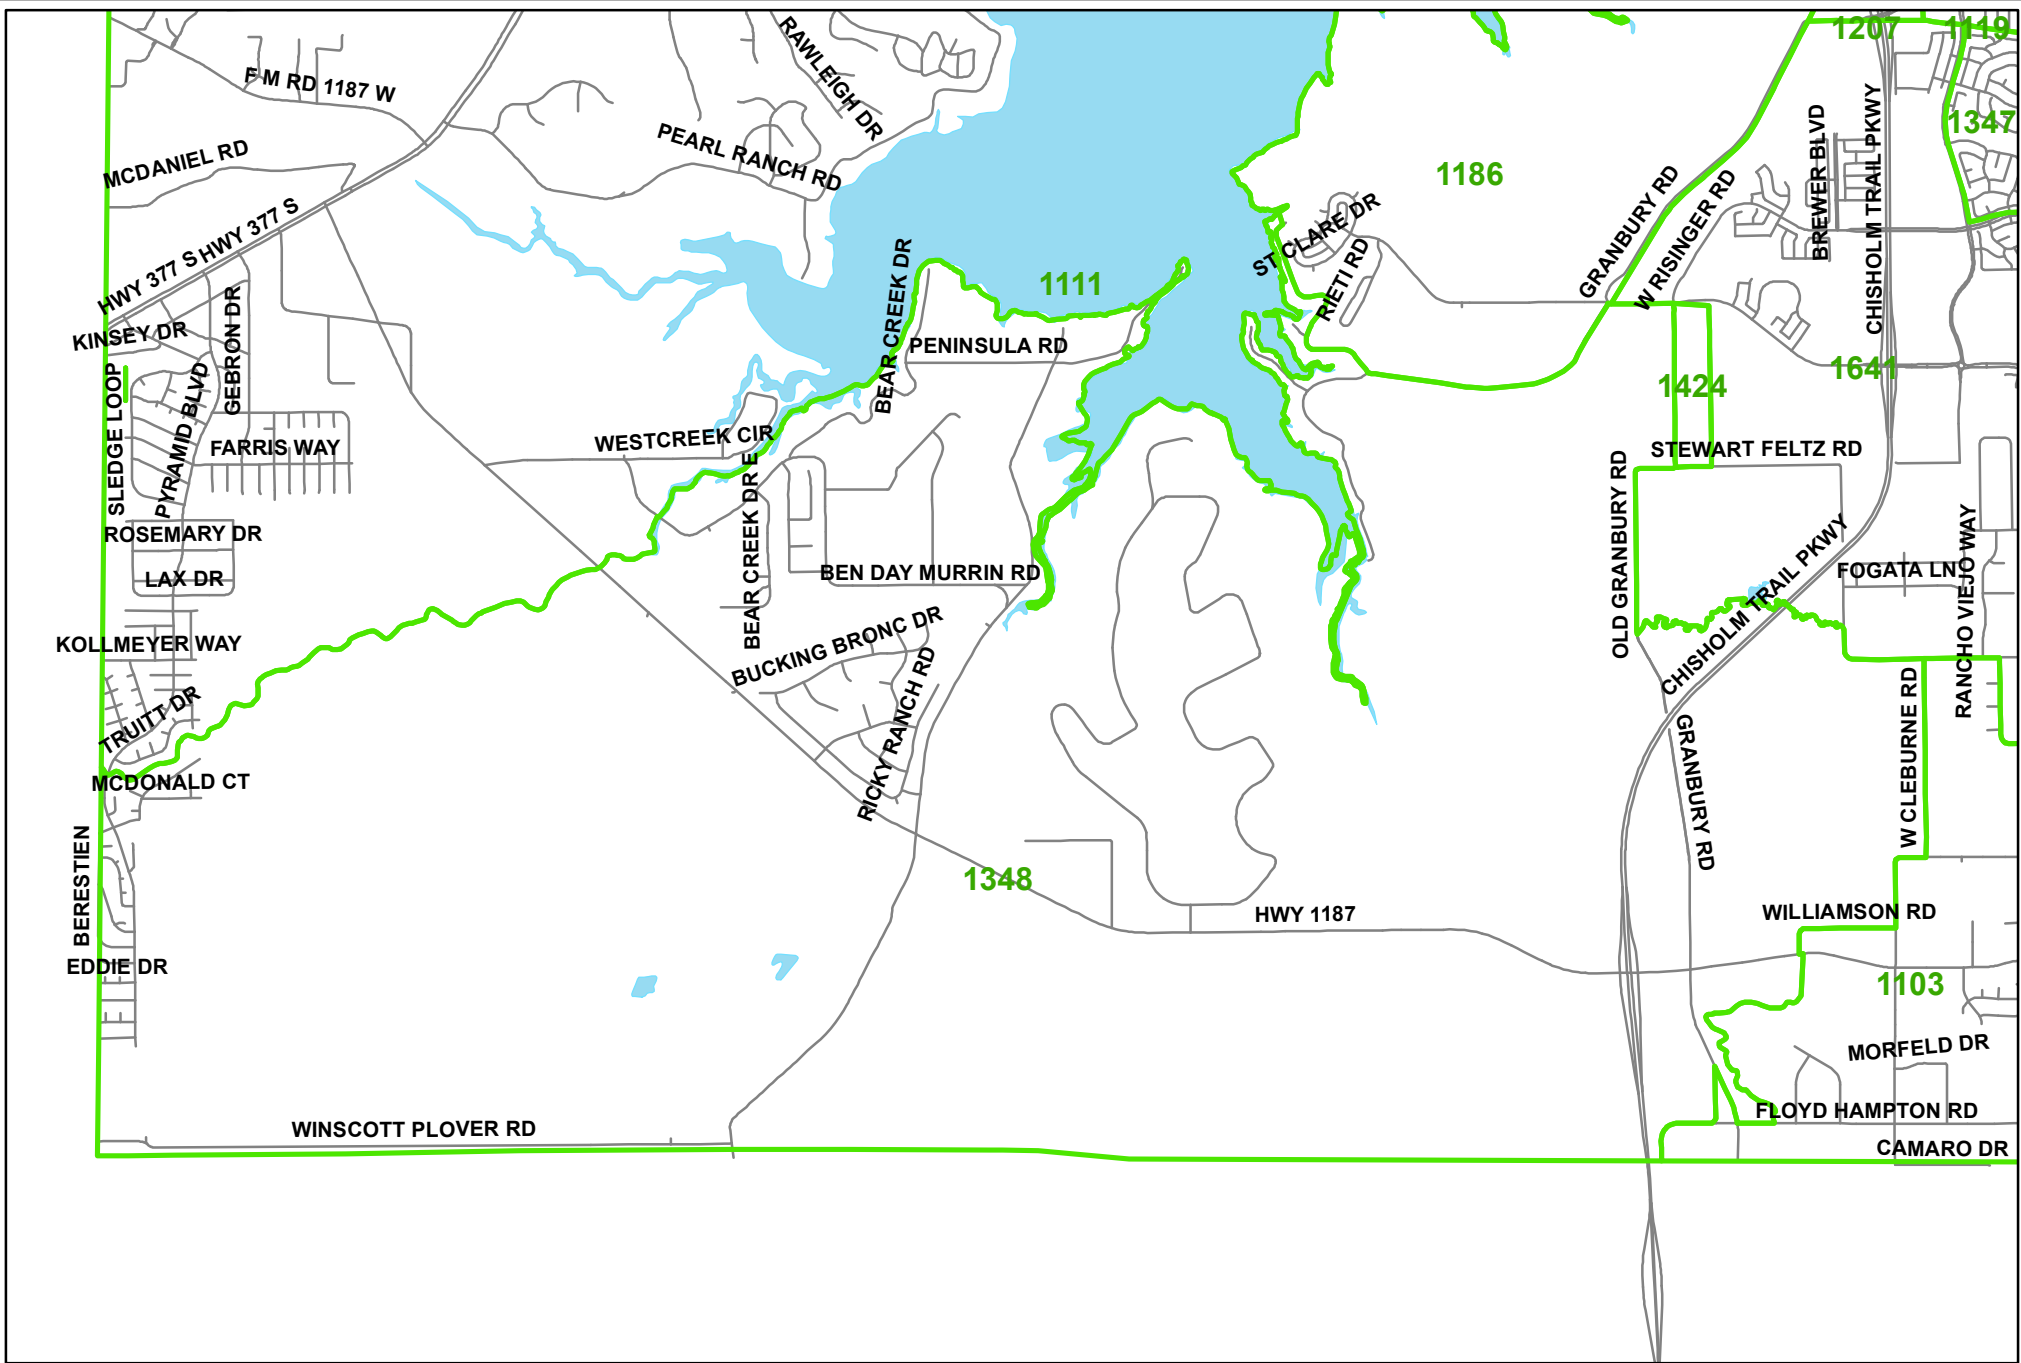 1207
1119
RAWLEIGH DR
F M RD 1187 W
1347
PEARL RANCH RD
MCDANIEL RD
1186
BREWER BLVD
CHISHOLM TRAIL PKWY
GRANBURY RD
W RISINGER RD
ST CLARE DR
RIETI RD
HWY 377 S
HWY 377 S
1111
BEAR CREEK DR
KINSEY DR
GEBRON DR
PENINSULA RD
1641
1424
SLEDGE LOOP
PYRAMID BLVD
FARRIS WAY
WESTCREEK CIR
STEWART FELTZ RD
OLD GRANBURY RD
ROSEMARY DR
BEAR CREEK DR E
LAX DR
BEN DAY MURRIN RD
CHISHOLM TRAIL PKWY
FOGATA LN
RANCHO VIEJO WAY
KOLLMEYER WAY
BUCKING BRONC DR
TRUITT DR
RICKY RANCH RD
GRANBURY RD
W CLEBURNE RD
MCDONALD CT
BERESTIEN
1348
HWY 1187
WILLIAMSON RD
EDDIE DR
1103
MORFELD DR
FLOYD HAMPTON RD
WINSCOTT PLOVER RD
CAMARO DR